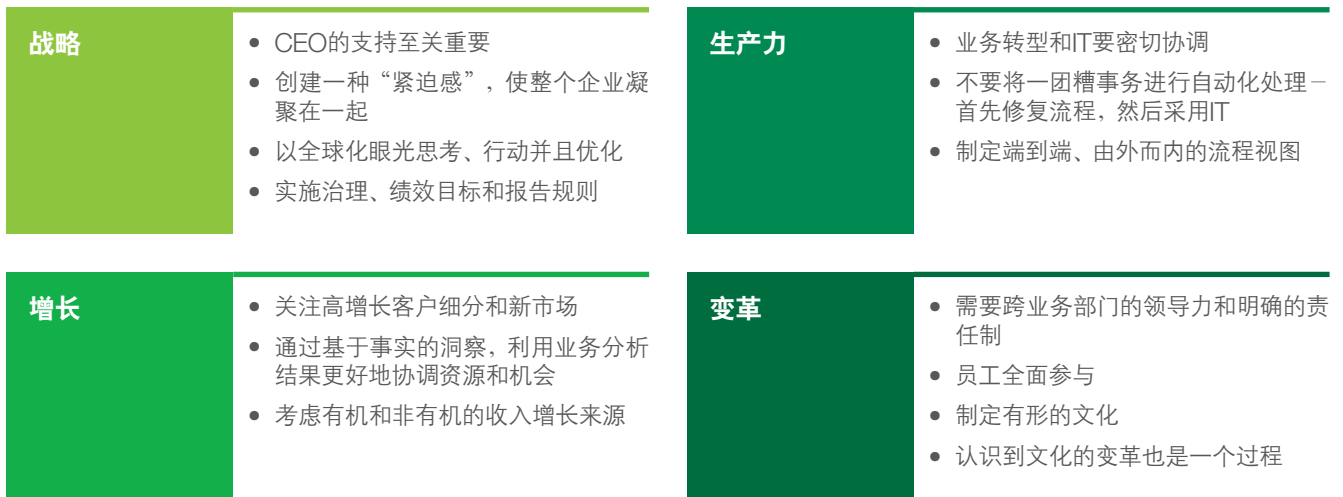 战略
• CEO的支持至关重要
• 创建一种“紧迫感”，使整个企业凝
聚在一起
• 以全球化眼光思考、行动并且优化
• 实施治理、绩效目标和报告规则
生产力
• 业务转型和IT要密切协调
• 不要将一团糟事务进行自动化处理－
首先修复流程，然后采用IT
• 制定端到端、由外而内的流程视图
增长
• 关注高增长客户细分和新市场
• 通过基于事实的洞察，利用业务分析
结果更好地协调资源和机会
• 考虑有机和非有机的收入增长来源
变革
• 需要跨业务部门的领导力和明确的责
任制
• 员工全面参与
• 制定有形的文化
• 认识到文化的变革也是一个过程